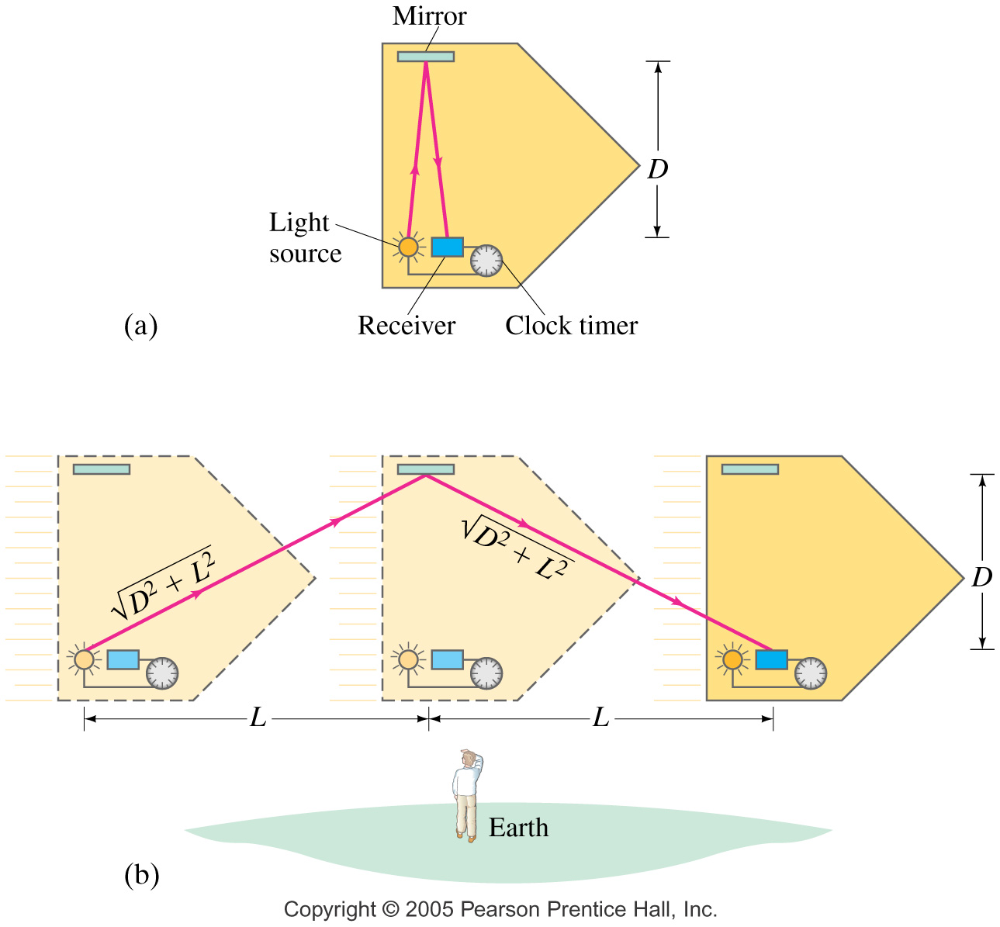 Mirror
D
Light
source
Receiver
Clock timer
(a)
√D² + L²
√D² + L²
D
L
L
Earth
(b)
Copyright © 2005 Pearson Prentice Hall, Inc.